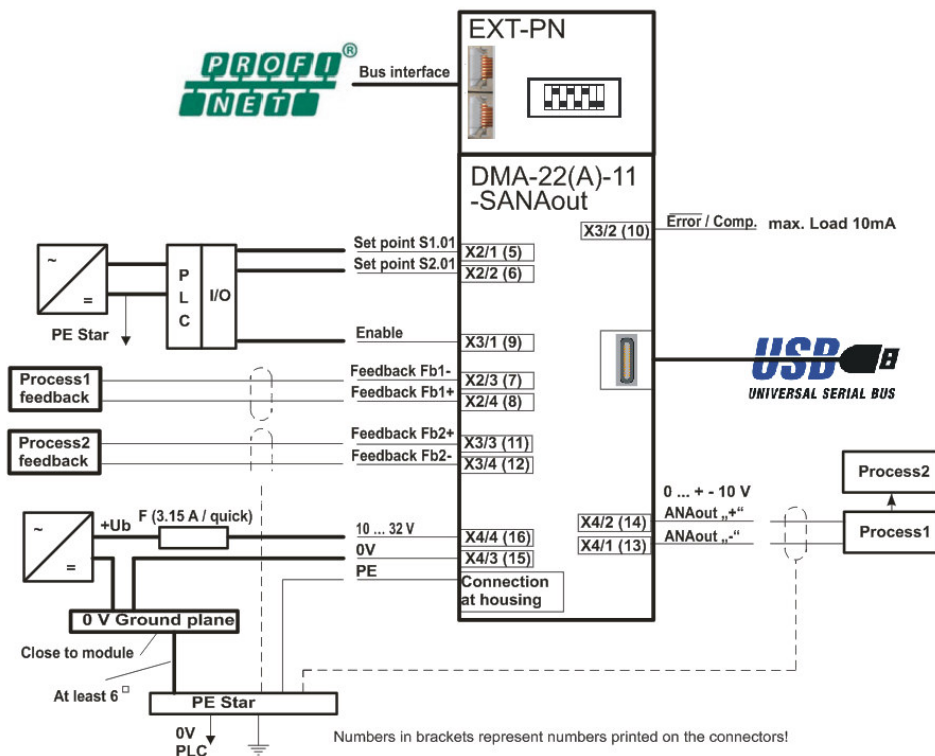 EXT-PN
PROFI®
NET
Bus interface
DMA-22(A)-11
-SANAout
X3/2 (10)
Error / Comp.
max. Load 10mA
Set point S1.01
X2/1 (5)
Set point S2.01
X2/2 (6)
~
=
PLC
I/O
PE Star
Enable
X3/1 (9)
USB
UNIVERSAL SERIAL BUS
Process1
feedback
Feedback Fb1-
X2/3 (7)
Feedback Fb1+
X2/4 (8)
Process2
feedback
Feedback Fb2+
X3/3 (11)
Feedback Fb2-
X3/4 (12)
Process2
0 ... + - 10 V
ANAout „+“
X4/2 (14)
Process1
ANAout „-“
X4/1 (13)
~
=
+Ub
F (3.15 A / quick)
10 ... 32 V
X4/4 (16)
0V
X4/3 (15)
PE
Connection
at housing
0 V Ground plane
Close to module
At least 6 □
PE Star
0V
PLC
Numbers in brackets represent numbers printed on the connectors!